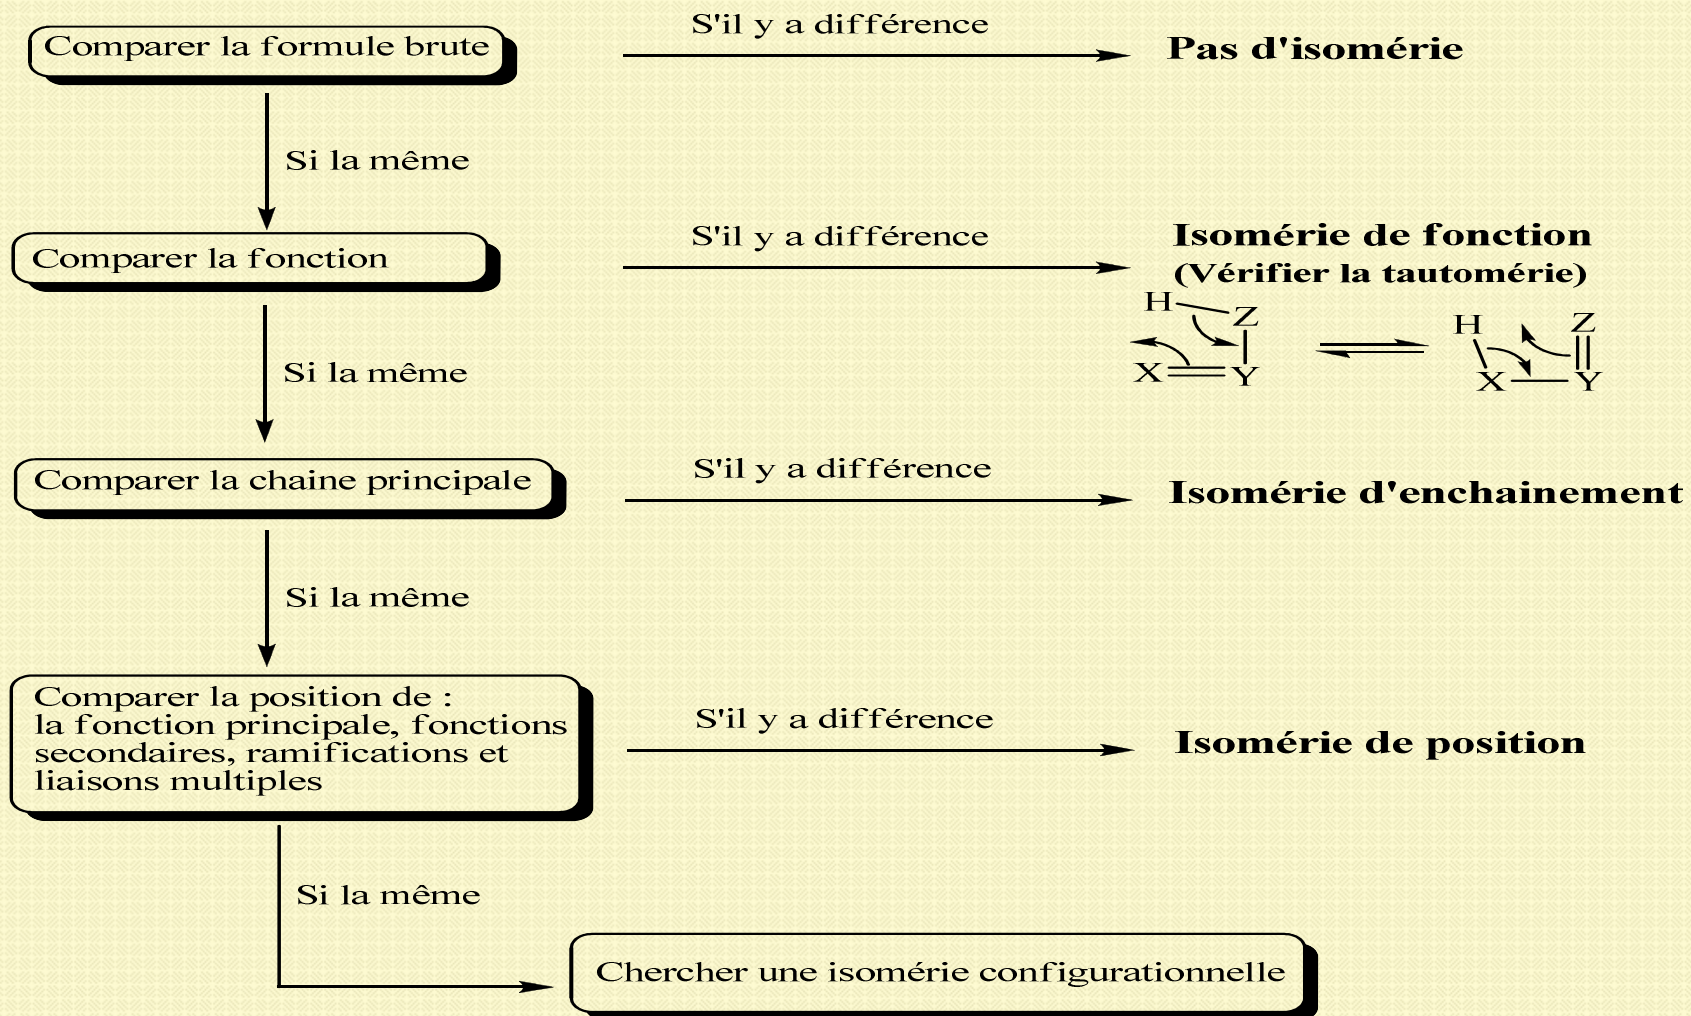 Comparer la formule brute
S'il y a différence
Pas d'isomérie
Si la même
Comparer la fonction
S'il y a différence
Isomérie de fonction
(Vérifier la tautomérie)
H
Z
X
Y
H
Z
X
Y
Si la même
Comparer la chaine principale
S'il y a différence
Isomérie d'enchainement
Si la même
Comparer la position de :
la fonction principale, fonctions
secondaires, ramifications et
liaisons multiples
S'il y a différence
Isomérie de position
Si la même
Chercher une isomérie configurationnelle